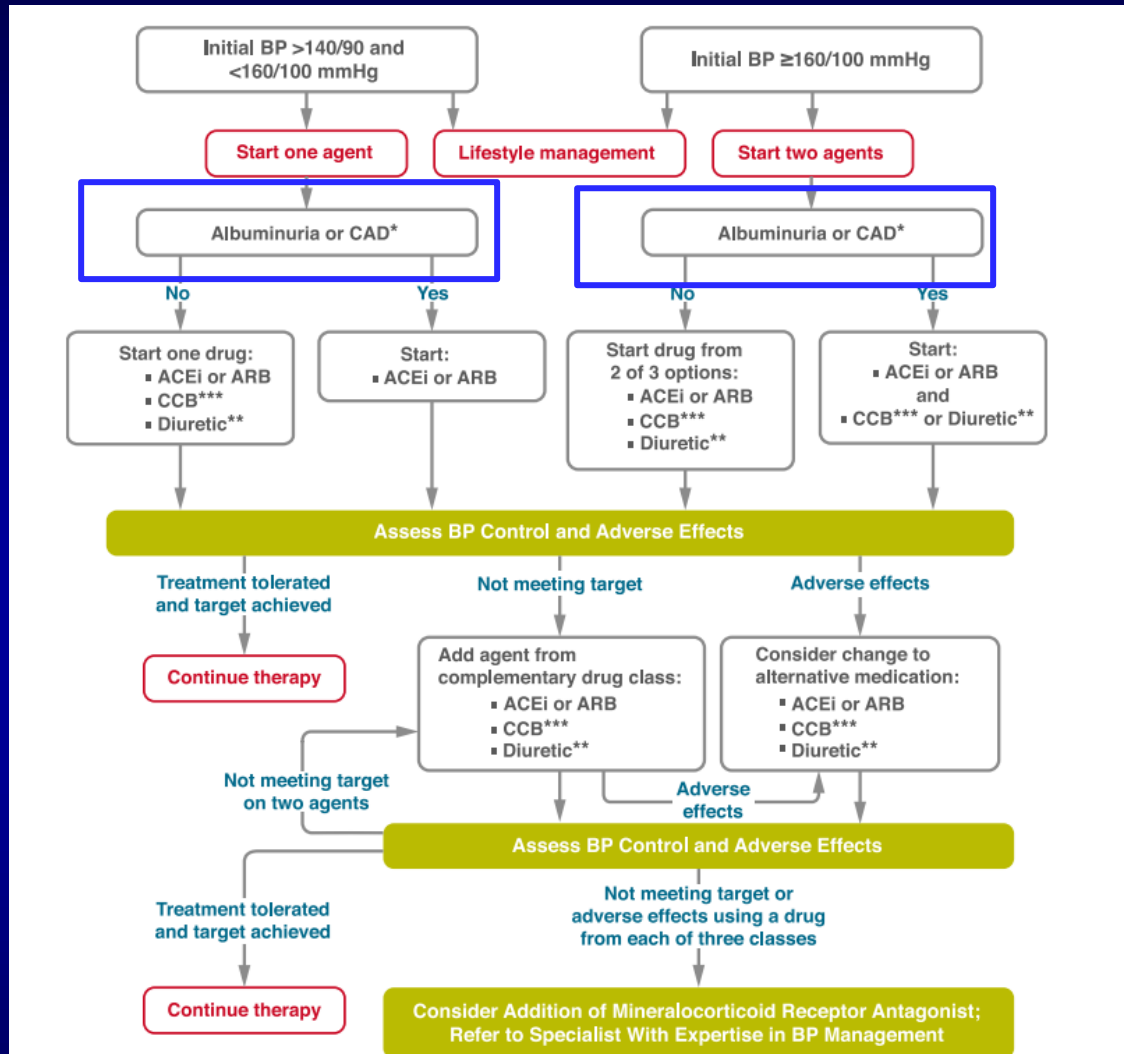 Initial BP >140/90 and
<160/100 mmHg
Initial BP ≥160/100 mmHg
Start one agent
Lifestyle management
Start two agents
Albuminuria or CAD*
Albuminuria or CAD*
No
Yes
No
Yes
Start one drug:
▪ ACEi or ARB
▪ CCB***
▪ Diuretic**
Start:
▪ ACEi or ARB
Start drug from
2 of 3 options:
▪ ACEi or ARB
▪ CCB***
▪ Diuretic**
Start:
▪ ACEi or ARB
and
▪ CCB*** or Diuretic**
Assess BP Control and Adverse Effects
Treatment tolerated
and target achieved
Not meeting target
Adverse effects
Continue therapy
Add agent from
complementary drug class:
▪ ACEi or ARB
▪ CCB***
▪ Diuretic**
Consider change to
alternative medication:
▪ ACEi or ARB
▪ CCB***
▪ Diuretic**
Not meeting target
on two agents
Adverse
effects
Assess BP Control and Adverse Effects
Treatment tolerated
and target achieved
Not meeting target or
adverse effects using a drug
from each of three classes
Continue therapy
Consider Addition of Mineralocorticoid Receptor Antagonist;
Refer to Specialist With Expertise in BP Management